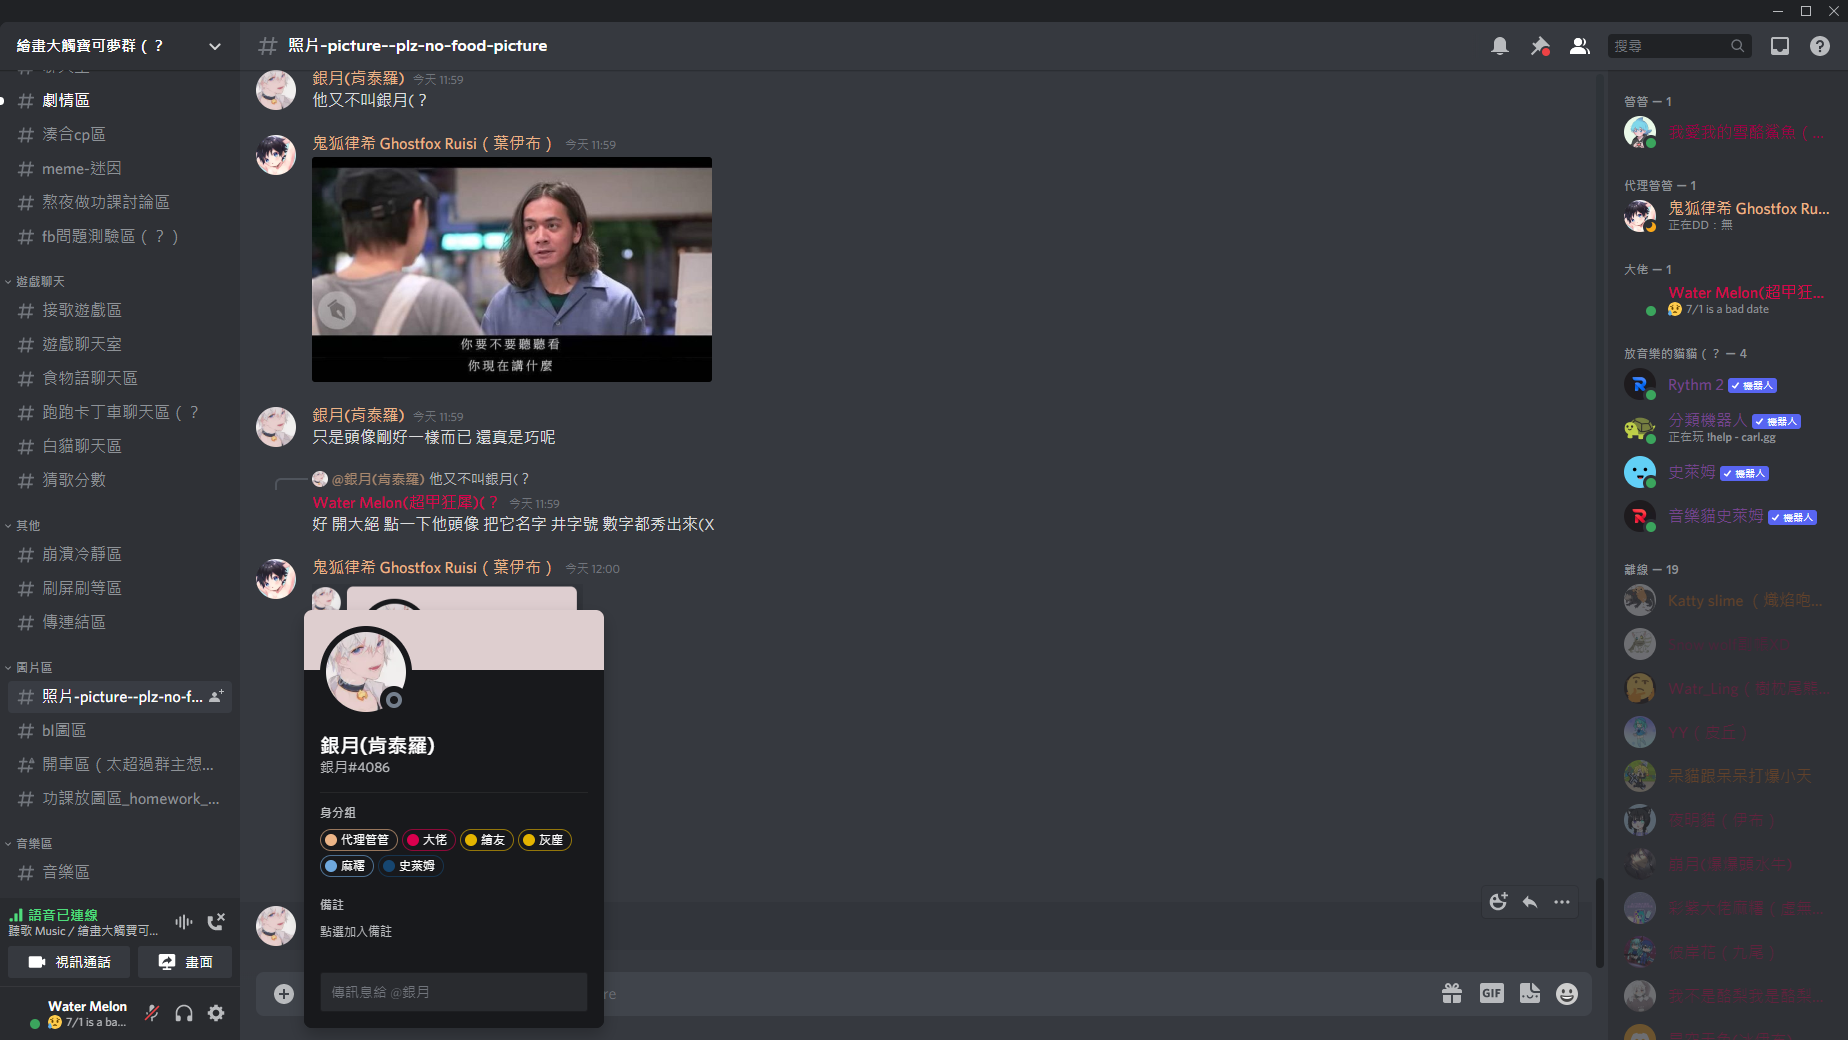 繪畫大觸寶可夢群（？
劇情區
湊合cp區
meme-迷因
熬夜做功課討論區
fb問題測驗區（？）
遊戲聊天
接歌遊戲區
遊戲聊天室
食物語聊天區
跑跑卡丁車聊天區（？
白貓聊天區
猜歌分數
其他
崩潰冷靜區
刷屏刷等區
傳連結區
圖片區
照片-picture--plz-no-f...
bl圖區
開車區（太超過群主想...
功課放圖區_homework_...
音樂區
音樂區
語音已連線
聽歌 Music / 繪畫大觸寶可...
視訊通話
畫面
Water Melon
7/1 is a ba...
照片-picture--plz-no-food-picture
搜尋
銀月(肯泰羅) 今天 11:59
他又不叫銀月(？
鬼狐律希 Ghostfox Ruisi（葉伊布） 今天 11:59
你要不要聽聽看
你現在講什麼
銀月(肯泰羅) 今天 11:59
只是頭像剛好一樣而已 還真是巧呢
@銀月(肯泰羅) 他又不叫銀月(？
Water Melon(超甲狂犀)(？ 今天 11:59
好 開大絕 點一下他頭像 把它名字 井字號 數字都秀出來(X
鬼狐律希 Ghostfox Ruisi（葉伊布） 今天 12:00
銀月(肯泰羅)
銀月#4086
身分組
代理管管
大佬
繪友
灰塵
麻糬
史萊姆
備註
點選加入備註
傳訊息給 @銀月
re
GIF
管管 — 1
我愛我的雪酪鯊魚（...
代理管管 — 1
鬼狐律希 Ghostfox Ru...
正在DD：無
大佬 — 1
Water Melon(超甲狂...
7/1 is a bad date
放音樂的貓貓（？ — 4
Rythm 2 機器人
分類機器人 機器人
正在玩 !help - carl.gg
史萊姆 機器人
音樂貓史萊姆 機器人
離線 — 19
Katty slime （熾焰咆...
呆貓跟呆呆打爆小天